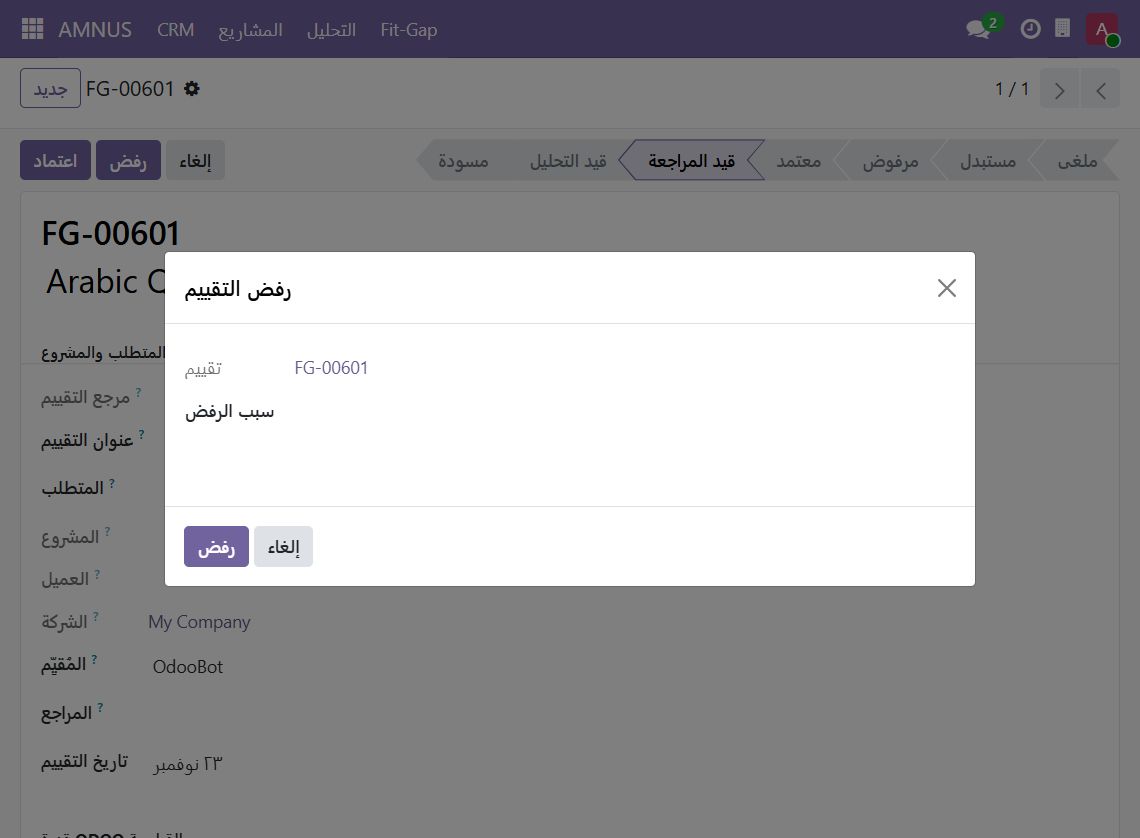 AMNUS CRM المشاريع التحليل Fit-Gap 2 A
جديد FG-00601 1 / 1
اعتماد رفض إلغاء مسودة قيد التحليل قيد المراجعة معتمد مرفوض مستبدل ملغى
FG-00601
Arabic
رفض التقييم
المتطلب والمشروع
تقييم FG-00601
مرجع التقييم ?
سبب الرفض
عنوان التقييم ?
المتطلب ?
المشروع ?
رفض إلغاء
العميل ?
الشركة ? My Company
المُقيّم ? OdooBot
المراجع ?
تاريخ التقييم ٢٣ نوفمبر